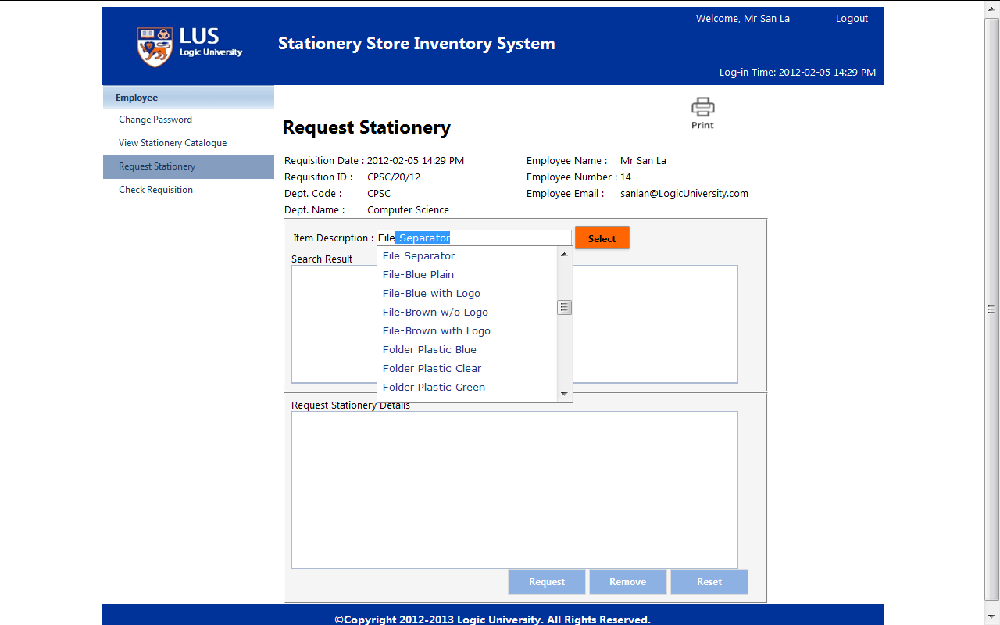 Welcome, Mr San La
Logout
LUS
Logic University
Stationery Store Inventory System
Log-in Time: 2012-02-05 14:29 PM
Employee
Change Password
View Stationery Catalogue
Request Stationery
Check Requisition
Print
Request Stationery
Requisition Date : 2012-02-05 14:29 PM
Employee Name : Mr San La
Requisition ID : CPSC/20/12
Employee Number : 14
Dept. Code : CPSC
Employee Email : sanlan@LogicUniversity.com
Dept. Name : Computer Science
Item Description : File Separator
Select
Search Result
File Separator
File-Blue Plain
File-Blue with Logo
File-Brown w/o Logo
File-Brown with Logo
Folder Plastic Blue
Folder Plastic Clear
Folder Plastic Green
Request Stationery Details
Request
Remove
Reset
©Copyright 2012-2013 Logic University. All Rights Reserved.